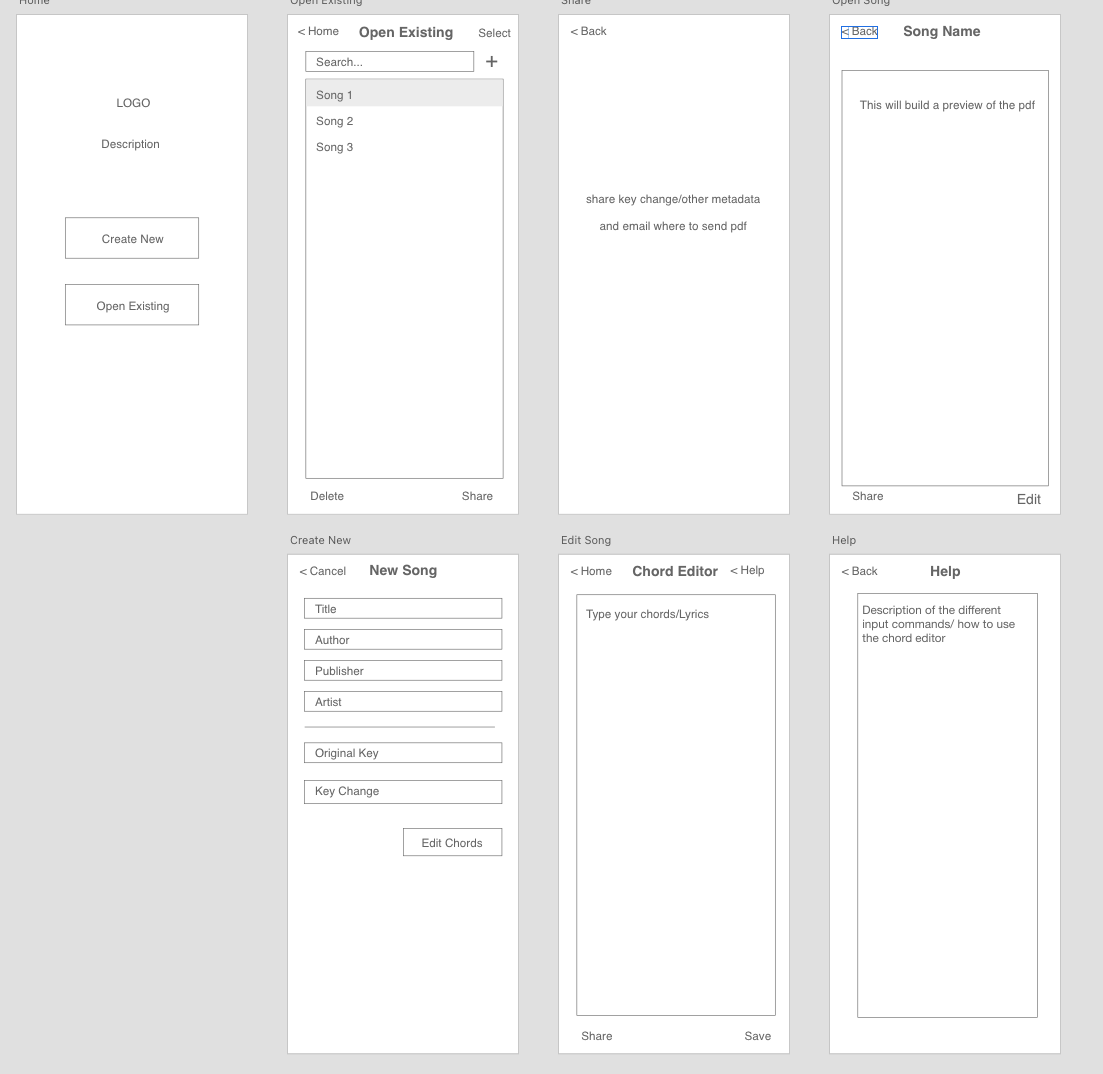 Home
LOGO
Description
Create New
Open Existing
Open Existing
< Home
Open Existing
Select
Search...
+
Song 1
Song 2
Song 3
Delete
Share
Share
< Back
share key change/other metadata
and email where to send pdf
Open Song
< Back
Song Name
This will build a preview of the pdf
Share
Edit
Create New
< Cancel
New Song
Title
Author
Publisher
Artist
Original Key
Key Change
Edit Chords
Edit Song
< Home
Chord Editor
< Help
Type your chords/Lyrics
Share
Save
Help
< Back
Help
Description of the different
input commands/ how to use
the chord editor